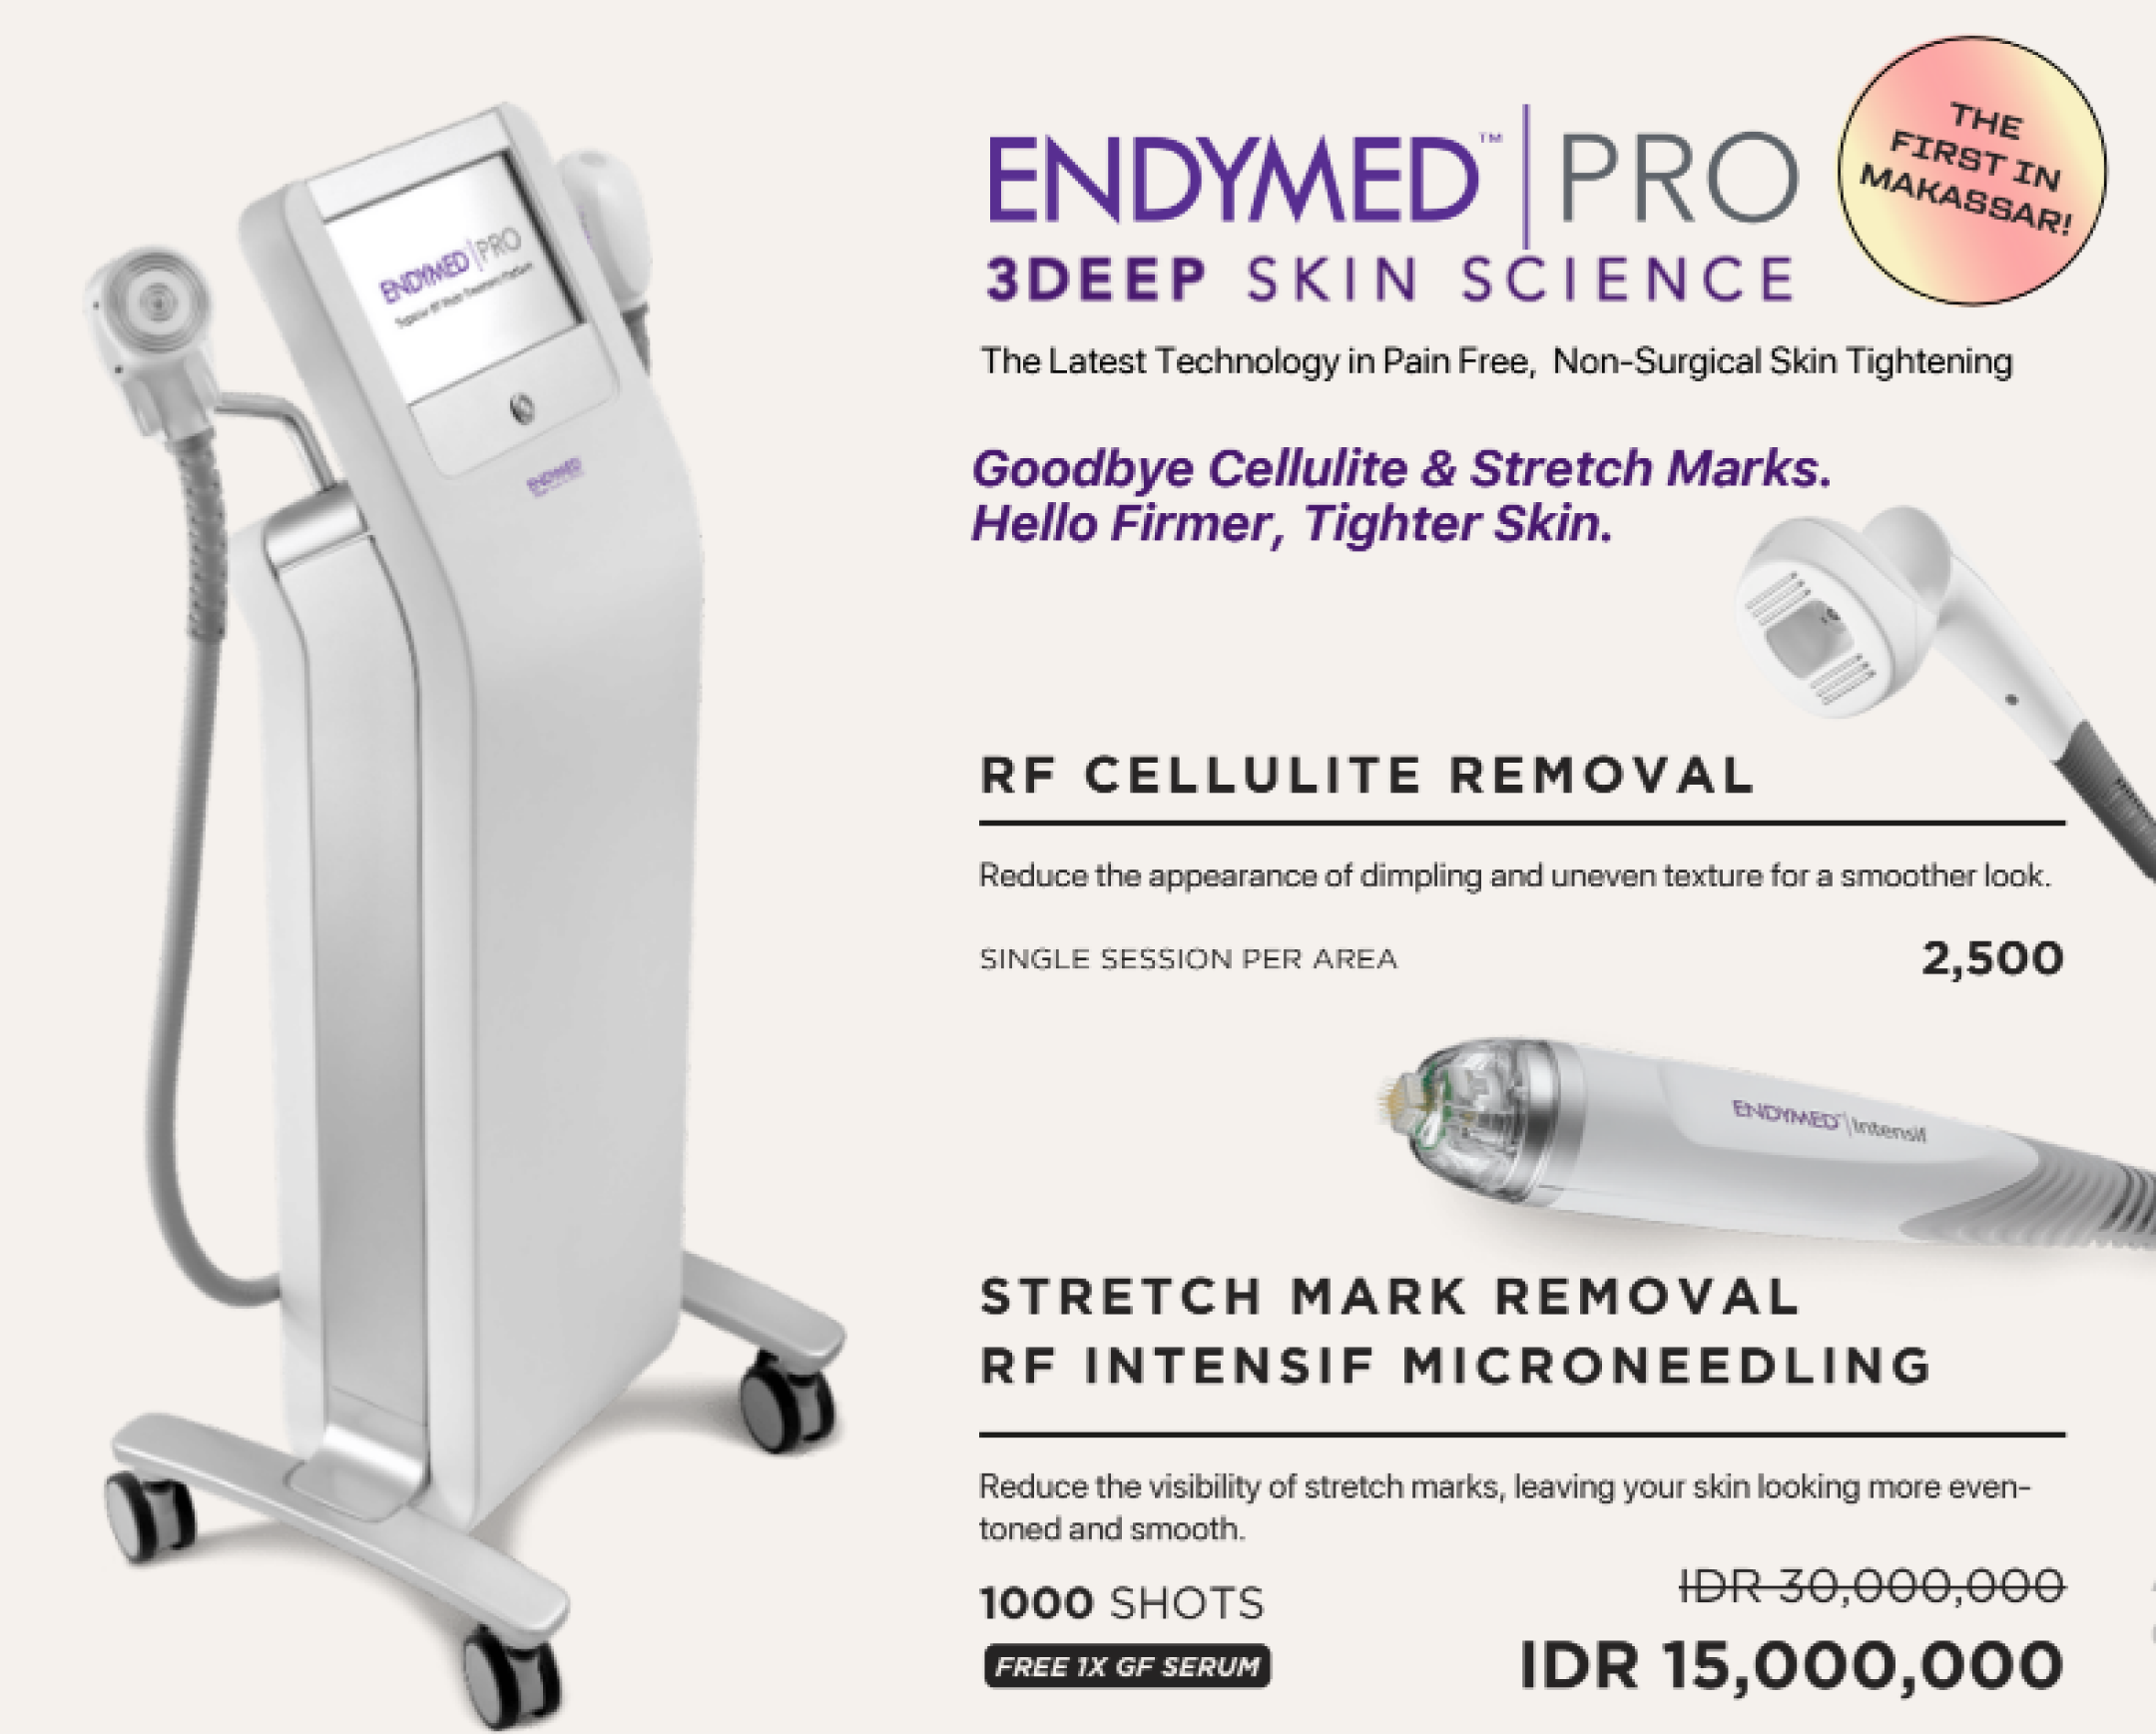 ENDYMED™ | PRO
3DEEP SKIN SCIENCE
THE
FIRST IN
MAKASSAR!
The Latest Technology in Pain Free, Non-Surgical Skin Tightening
Goodbye Cellulite & Stretch Marks.
Hello Firmer, Tighter Skin.
ENDYMED | PRO
ENDYMED
RF CELLULITE REMOVAL
Reduce the appearance of dimpling and uneven texture for a smoother look.
SINGLE SESSION PER AREA 2,500
ENDYMED | Intensif
STRETCH MARK REMOVAL
RF INTENSIF MICRONEEDLING
Reduce the visibility of stretch marks, leaving your skin looking more even-
toned and smooth.
IDR 30,000,000
1000 SHOTS
FREE 1X GF SERUM
IDR 15,000,000